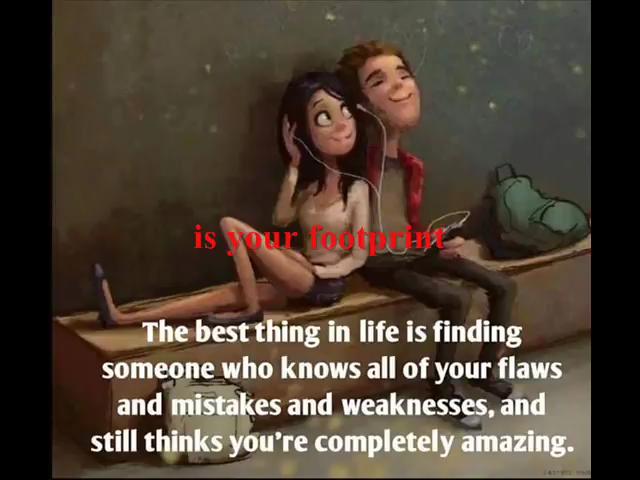 is your footprint
The best thing in life is finding
someone who knows all of your flaws
and mistakes and weaknesses, and
still thinks you're completely amazing.